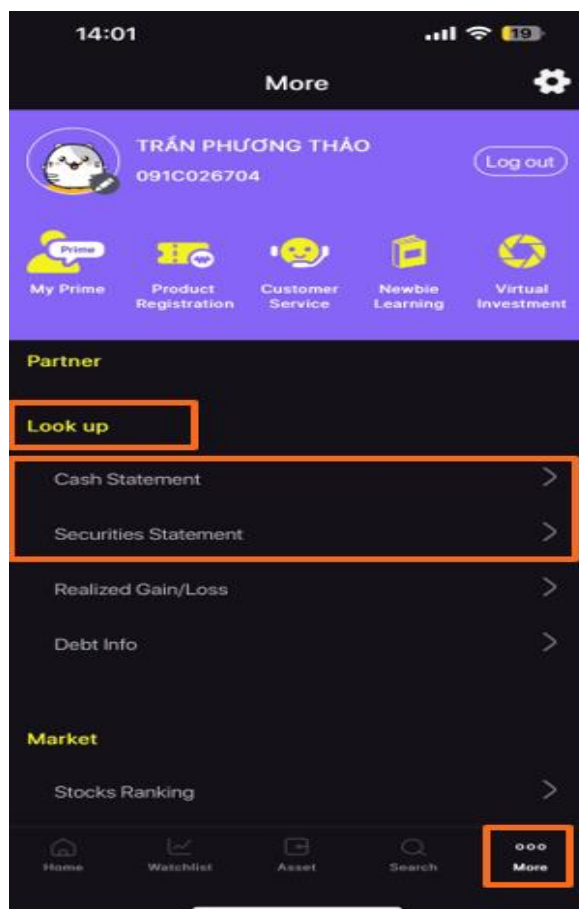 14:01
19
More
TRẦN PHƯƠNG THẢO
091C026704
Log out
Prime
My Prime
Product Registration
Customer Service
Newbie Learning
Virtual Investment
Partner
Look up
Cash Statement
Securities Statement
Realized Gain/Loss
Debt Info
Market
Stocks Ranking
Home
Watchlist
Asset
Search
More